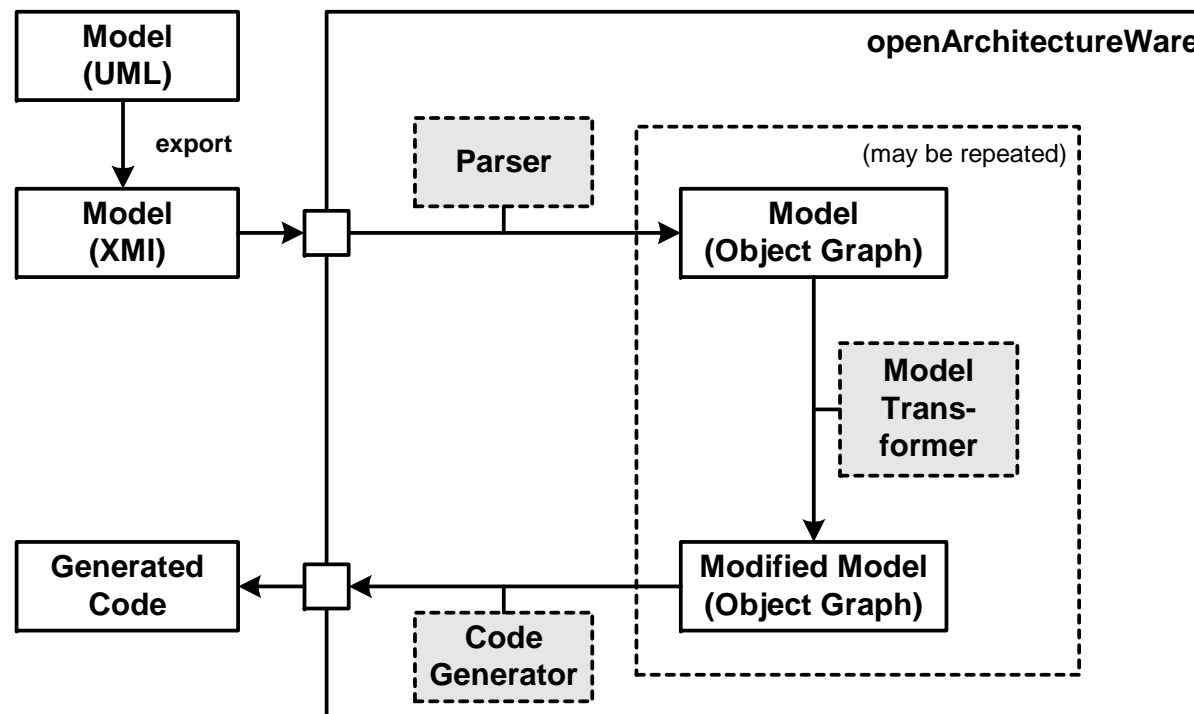 Model
(UML)
openArchitectureWare
export
Parser
(may be repeated)
Model
(XMI)
Model
(Object Graph)
Model
Trans-
former
Generated
Code
Modified Model
(Object Graph)
Code
Generator